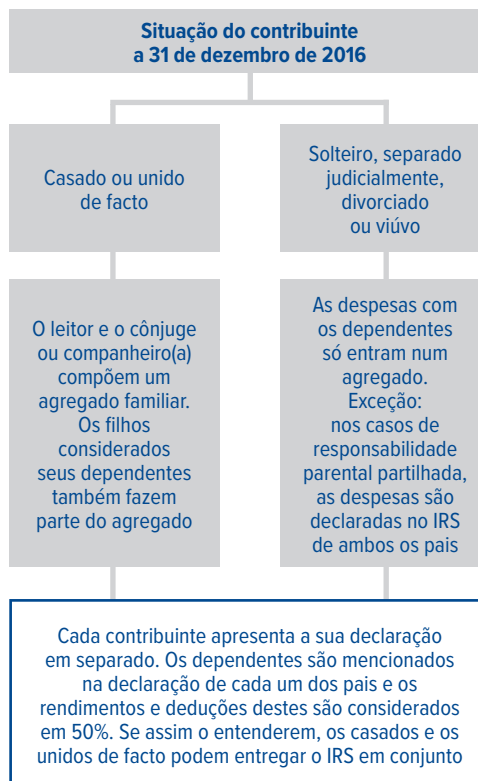 Situação do contribuinte
a 31 de dezembro de 2016
Casado ou unido
de facto
Solteiro, separado
judicialmente,
divorciado
ou viúvo
O leitor e o cônjuge
ou companheiro(a)
compõem um
agregado familiar.
Os filhos
considerados
seus dependentes
também fazem
parte do agregado
As despesas com
os dependentes
só entram num
agregado.
Exceção:
nos casos de
responsabilidade
parental partilhada,
as despesas são
declaradas no IRS
de ambos os pais
Cada contribuinte apresenta a sua declaração
em separado. Os dependentes são mencionados
na declaração de cada um dos pais e os
rendimentos e deduções destes são considerados
em 50%. Se assim o entenderem, os casados e os
unidos de facto podem entregar o IRS em conjunto